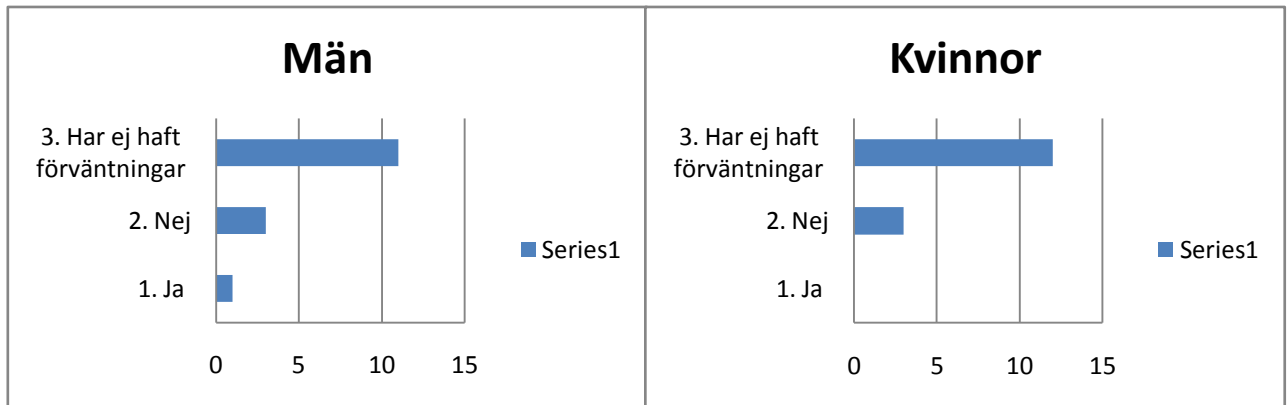 Män
3. Har ej haft
förväntningar
2. Nej
1. Ja
0 5 10 15
Series1
Kvinnor
3. Har ej haft
förväntningar
2. Nej
1. Ja
0 5 10 15
Series1